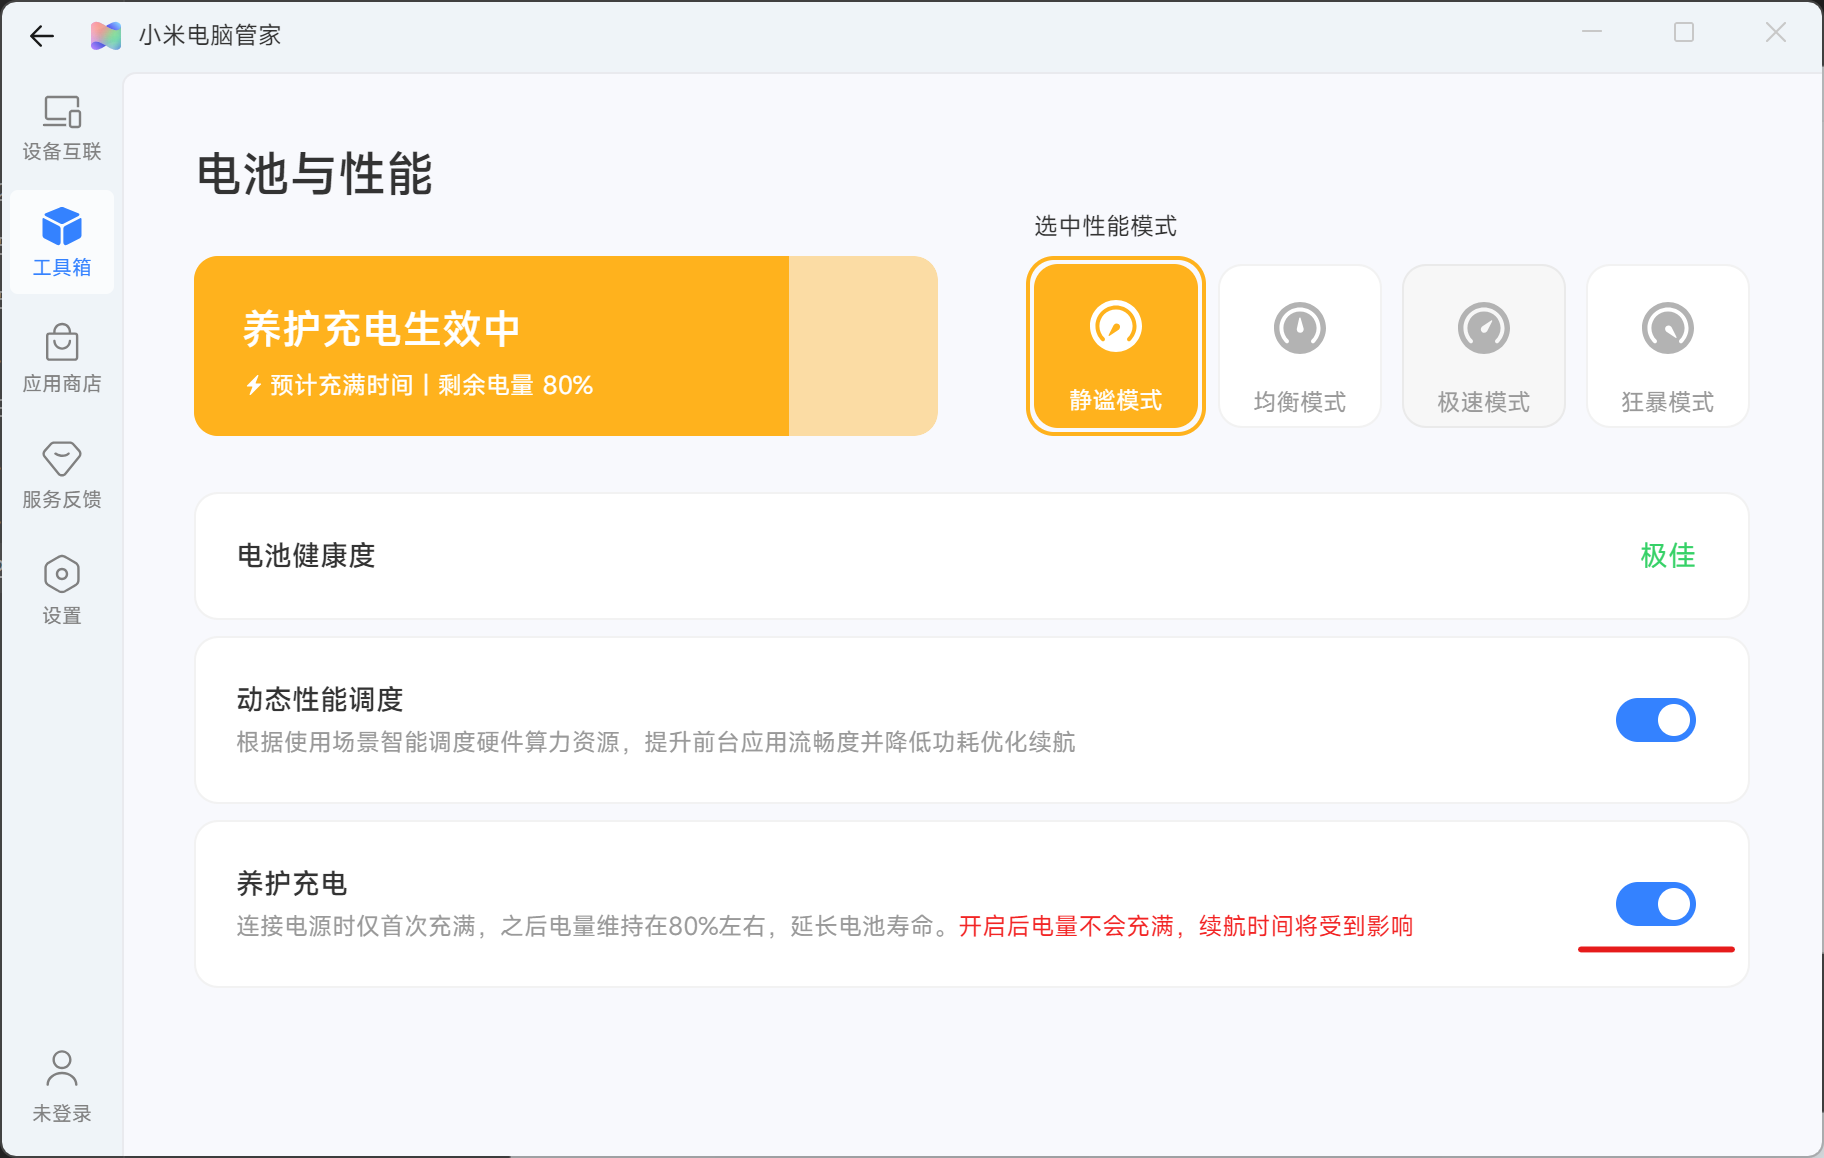 小米电脑管家
设备互联
工具箱
应用商店
服务反馈
设置
未登录
电池与性能
养护充电生效中
预计充满时间 | 剩余电量 80%
选中性能模式
静谧模式
均衡模式
极速模式
狂暴模式
电池健康度
极佳
动态性能调度
根据使用场景智能调度硬件算力资源，提升前台应用流畅度并降低功耗优化续航
养护充电
连接电源时仅首次充满，之后电量维持在80%左右，延长电池寿命。开启后电量不会充满，续航时间将受到影响